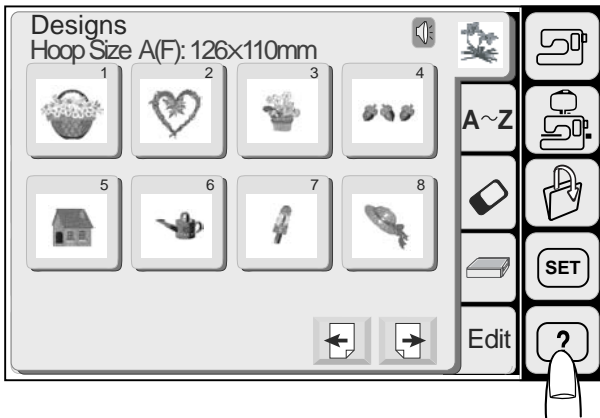 Designs
Hoop Size A(F): 126×110mm
1 2 3 4
5 6 7 8
A~Z
Edit
SET
?